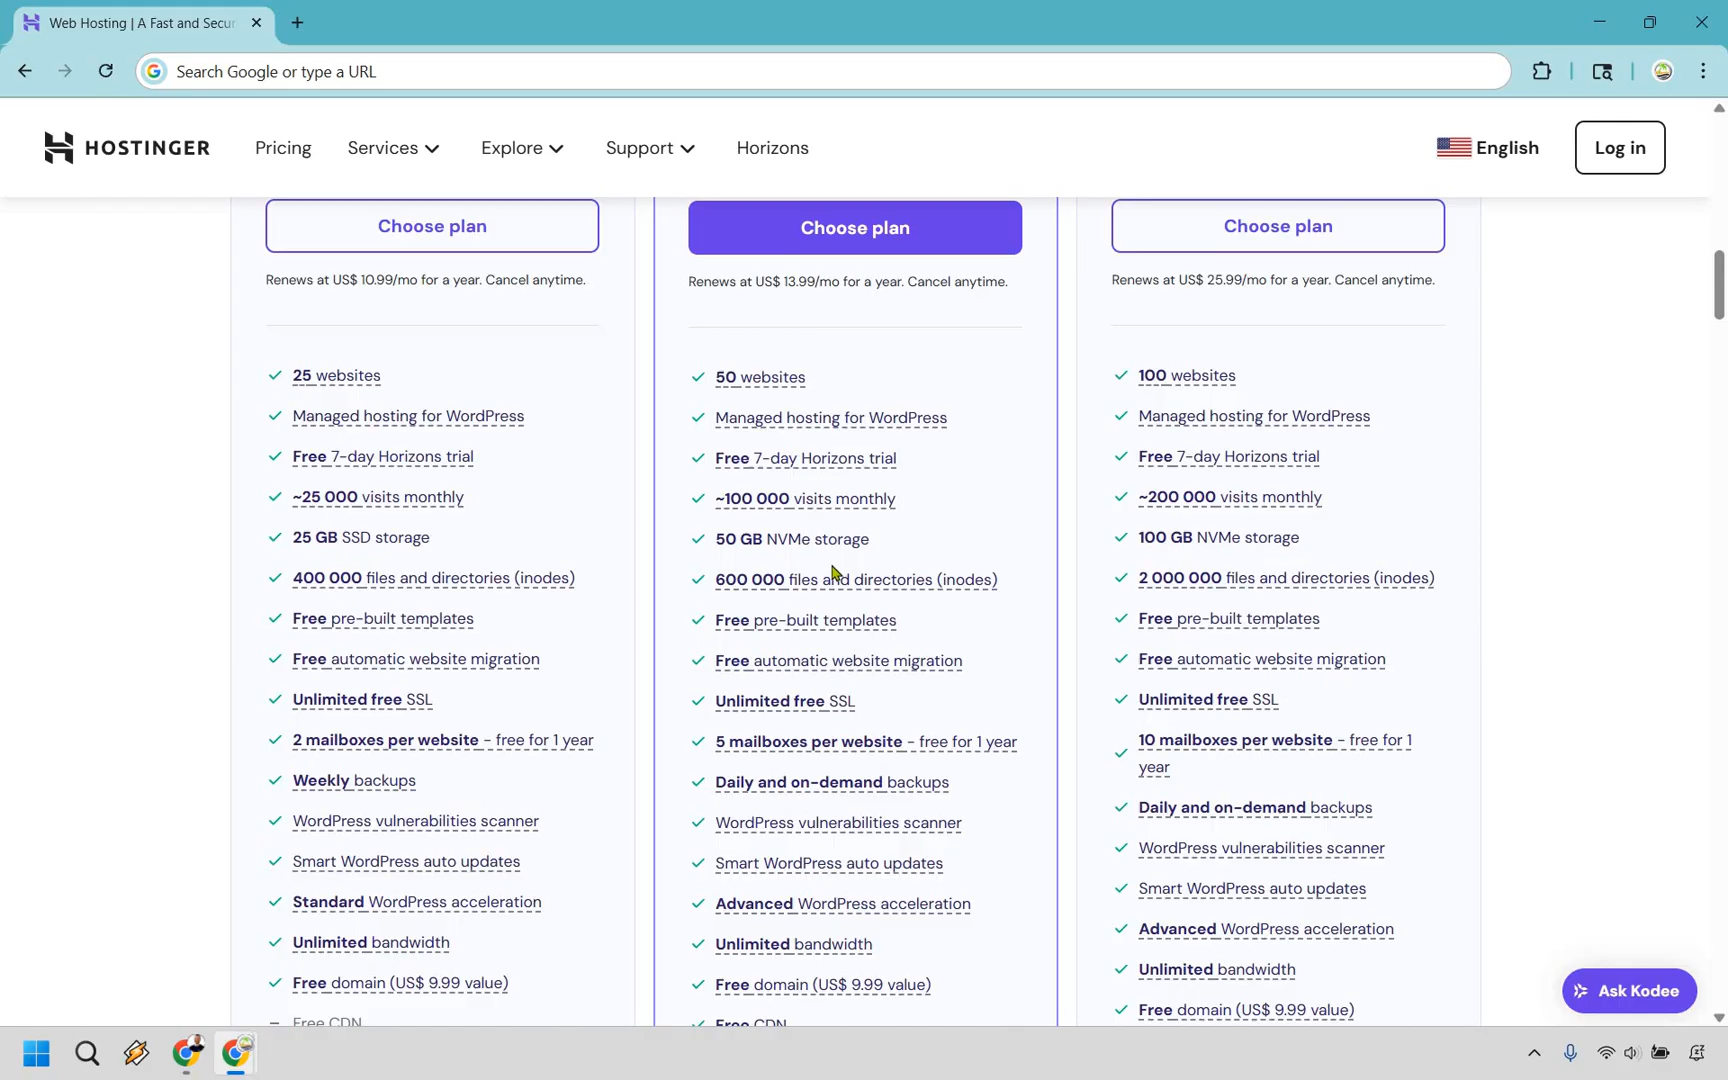 Web Hosting | A Fast and Secur
Search Google or type a URL
HOSTINGER
Pricing
Services
Explore
Support
Horizons
English
Log in
Choose plan
Renews at US$ 10.99/mo for a year. Cancel anytime.
25 websites
Managed hosting for WordPress
Free 7-day Horizons trial
~25 000 visits monthly
25 GB SSD storage
400 000 files and directories (inodes)
Free pre-built templates
Free automatic website migration
Unlimited free SSL
2 mailboxes per website - free for 1 year
Weekly backups
WordPress vulnerabilities scanner
Smart WordPress auto updates
Standard WordPress acceleration
Unlimited bandwidth
Free domain (US$ 9.99 value)
Free CDN
Choose plan
Renews at US$ 13.99/mo for a year. Cancel anytime.
50 websites
Managed hosting for WordPress
Free 7-day Horizons trial
~100 000 visits monthly
50 GB NVMe storage
600 000 files and directories (inodes)
Free pre-built templates
Free automatic website migration
Unlimited free SSL
5 mailboxes per website - free for 1 year
Daily and on-demand backups
WordPress vulnerabilities scanner
Smart WordPress auto updates
Advanced WordPress acceleration
Unlimited bandwidth
Free domain (US$ 9.99 value)
Free CDN
Choose plan
Renews at US$ 25.99/mo for a year. Cancel anytime.
100 websites
Managed hosting for WordPress
Free 7-day Horizons trial
~200 000 visits monthly
100 GB NVMe storage
2 000 000 files and directories (inodes)
Free pre-built templates
Free automatic website migration
Unlimited free SSL
10 mailboxes per website - free for 1
year
Daily and on-demand backups
WordPress vulnerabilities scanner
Smart WordPress auto updates
Advanced WordPress acceleration
Unlimited bandwidth
Free domain (US$ 9.99 value)
Ask Kodee